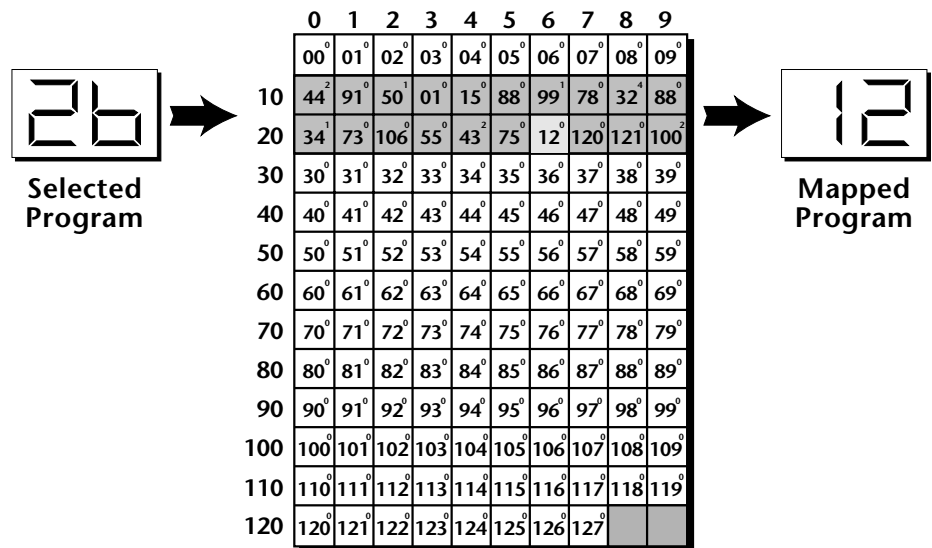 0 1 2 3 4 5 6 7 8 9
00⁰ 01⁰ 02⁰ 03⁰ 04⁰ 05⁰ 06⁰ 07⁰ 08⁰ 09⁰
10 44² 91⁰ 50¹ 01⁰ 15⁰ 88⁰ 99¹ 78⁰ 32⁴ 88⁰
20 34¹ 73⁰ 106⁰ 55⁰ 43² 75⁰ 12⁰ 120⁰ 121⁰ 100²
26
12
30 30⁰ 31⁰ 32⁰ 33⁰ 34⁰ 35⁰ 36⁰ 37⁰ 38⁰ 39⁰
Selected
Program
Mapped
Program
40 40⁰ 41⁰ 42⁰ 43⁰ 44⁰ 45⁰ 46⁰ 47⁰ 48⁰ 49⁰
50 50⁰ 51⁰ 52⁰ 53⁰ 54⁰ 55⁰ 56⁰ 57⁰ 58⁰ 59⁰
60 60⁰ 61⁰ 62⁰ 63⁰ 64⁰ 65⁰ 66⁰ 67⁰ 68⁰ 69⁰
70 70⁰ 71⁰ 72⁰ 73⁰ 74⁰ 75⁰ 76⁰ 77⁰ 78⁰ 79⁰
80 80⁰ 81⁰ 82⁰ 83⁰ 84⁰ 85⁰ 86⁰ 87⁰ 88⁰ 89⁰
90 90⁰ 91⁰ 92⁰ 93⁰ 94⁰ 95⁰ 96⁰ 97⁰ 98⁰ 99⁰
100 100⁰ 101⁰ 102⁰ 103⁰ 104⁰ 105⁰ 106⁰ 107⁰ 108⁰ 109⁰
110 110⁰ 111⁰ 112⁰ 113⁰ 114⁰ 115⁰ 116⁰ 117⁰ 118⁰ 119⁰
120 120⁰ 121⁰ 122⁰ 123⁰ 124⁰ 125⁰ 126⁰ 127⁰